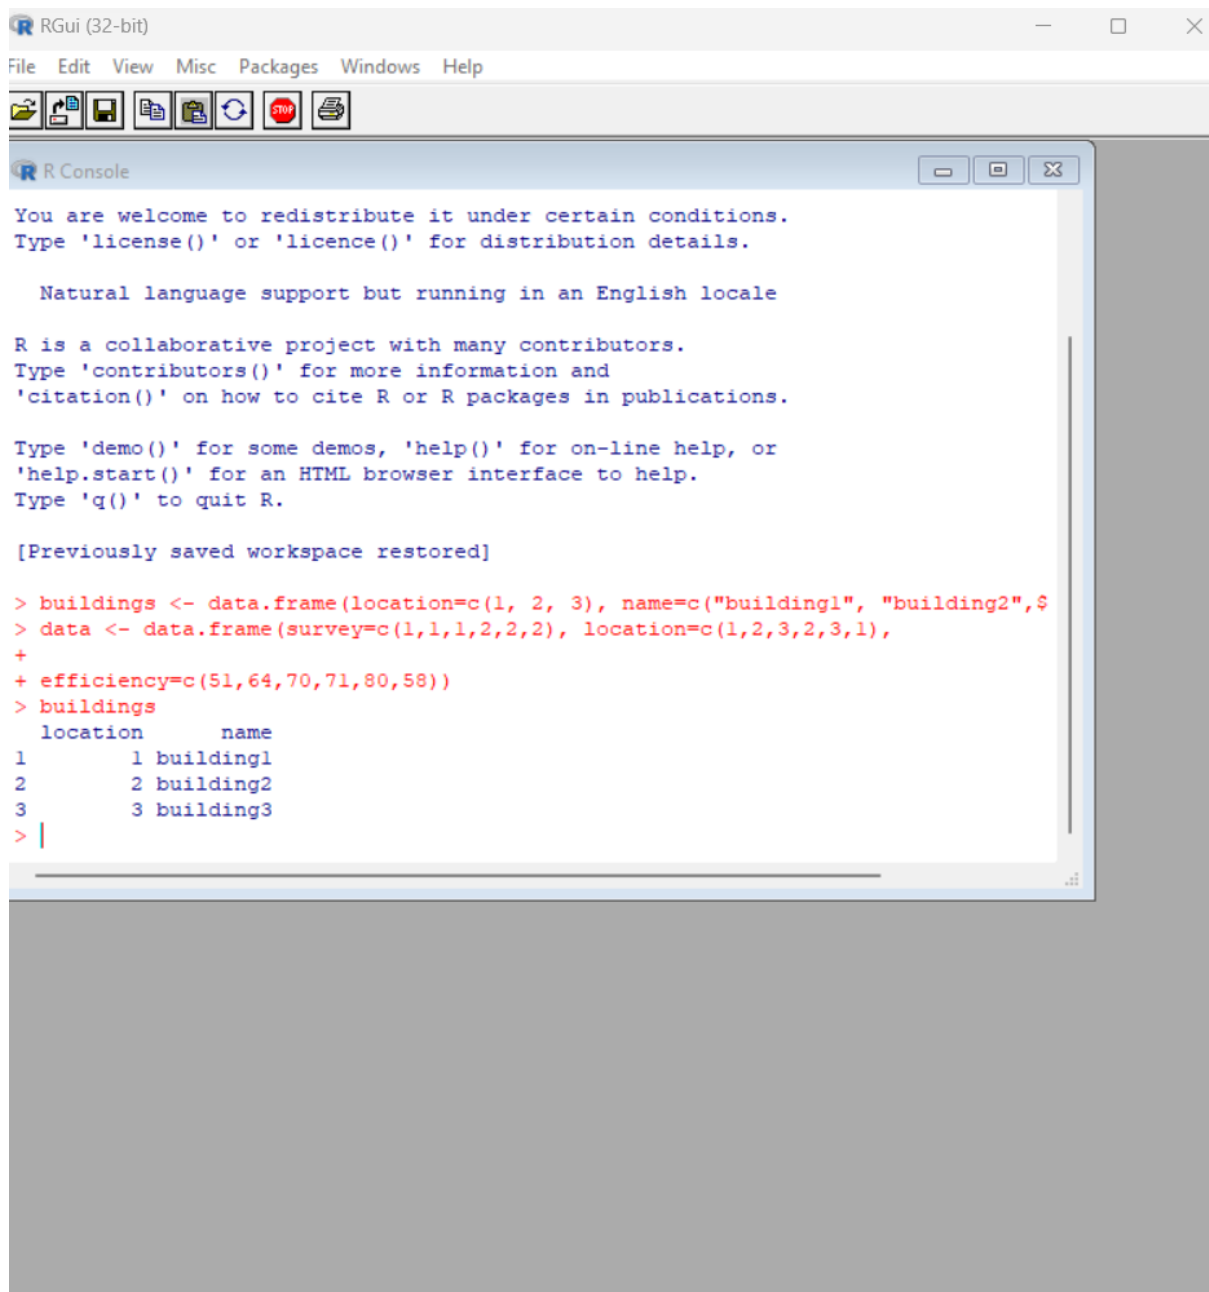 RGui (32-bit)
File Edit View Misc Packages Windows Help
STOP
R Console
You are welcome to redistribute it under certain conditions.
Type 'license()' or 'licence()' for distribution details.
Natural language support but running in an English locale
R is a collaborative project with many contributors.
Type 'contributors()' for more information and
'citation()' on how to cite R or R packages in publications.
Type 'demo()' for some demos, 'help()' for on-line help, or
'help.start()' for an HTML browser interface to help.
Type 'q()' to quit R.
[Previously saved workspace restored]
> buildings <- data.frame(location=c(1, 2, 3), name=c("building1", "building2",$
> data <- data.frame(survey=c(1,1,1,2,2,2), location=c(1,2,3,2,3,1),
+
+ efficiency=c(51,64,70,71,80,58))
> buildings
  location      name
1        1 building1
2        2 building2
3        3 building3
>